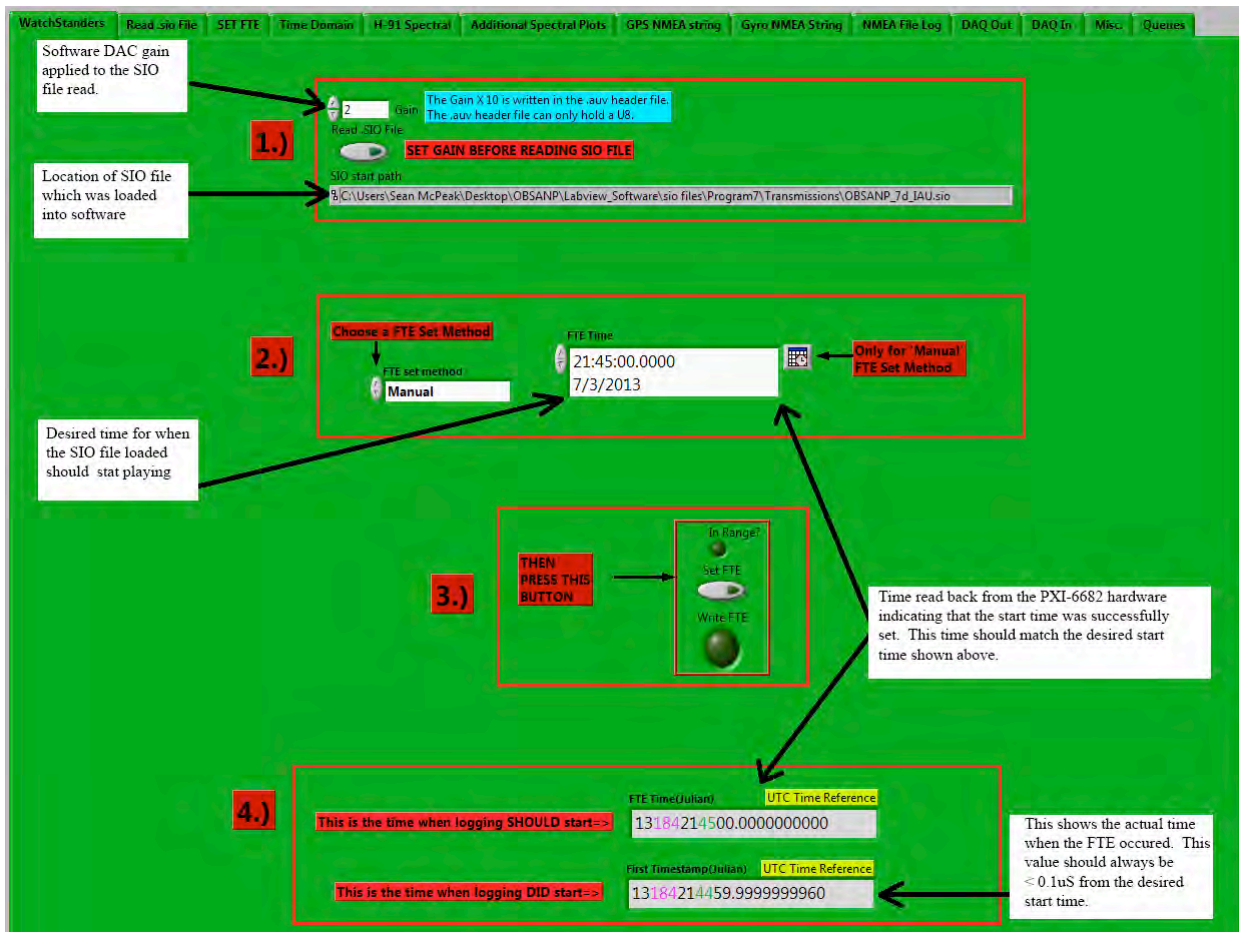 WatchStanders Read .sio File SET FTE Time Domain H-91 Spectral Additional Spectral Plots GPS NMEA string Gyro NMEA String NMEA File Log DAQ Out DAQ In Misc. Queues
Software DAC gain
applied to the SIO
file read.
1.)
2 Gain
The Gain X 10 is written in the .auv header file.
The .auv header file can only hold a U8.
Read .SIO File
SET GAIN BEFORE READING SIO FILE
Location of SIO file
which was loaded
into software
SIO start path
C:\Users\Sean McPeak\Desktop\OBSANP\Labview_Software\sio files\Program7\Transmissions\OBSANP_7d_IAU.sio
2.)
Choose a FTE Set Method
FTE set method
Manual
FTE Time
21:45:00.0000
7/3/2013
Only for 'Manual'
FTE Set Method
Desired time for when
the SIO file loaded
should stat playing
3.)
THEN
PRESS THIS
BUTTON
In Range?
Set FTE
Write FTE
Time read back from the PXI-6682 hardware
indicating that the start time was successfully
set. This time should match the desired start
time shown above.
4.)
FTE Time(Julian) UTC Time Reference
This is the time when logging SHOULD start=> 13184214500.0000000000
First Timestamp(Julian) UTC Time Reference
This is the time when logging DID start=> 13184214459.9999999960
This shows the actual time
when the FTE occured. This
value should always be
< 0.1uS from the desired
start time.